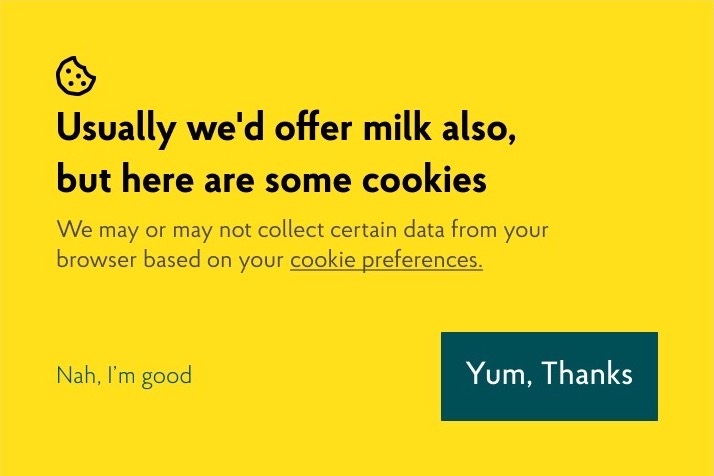 Usually we'd offer milk also,
but here are some cookies
We may or may not collect certain data from your
browser based on your cookie preferences.
Nah, I’m good
Yum, Thanks